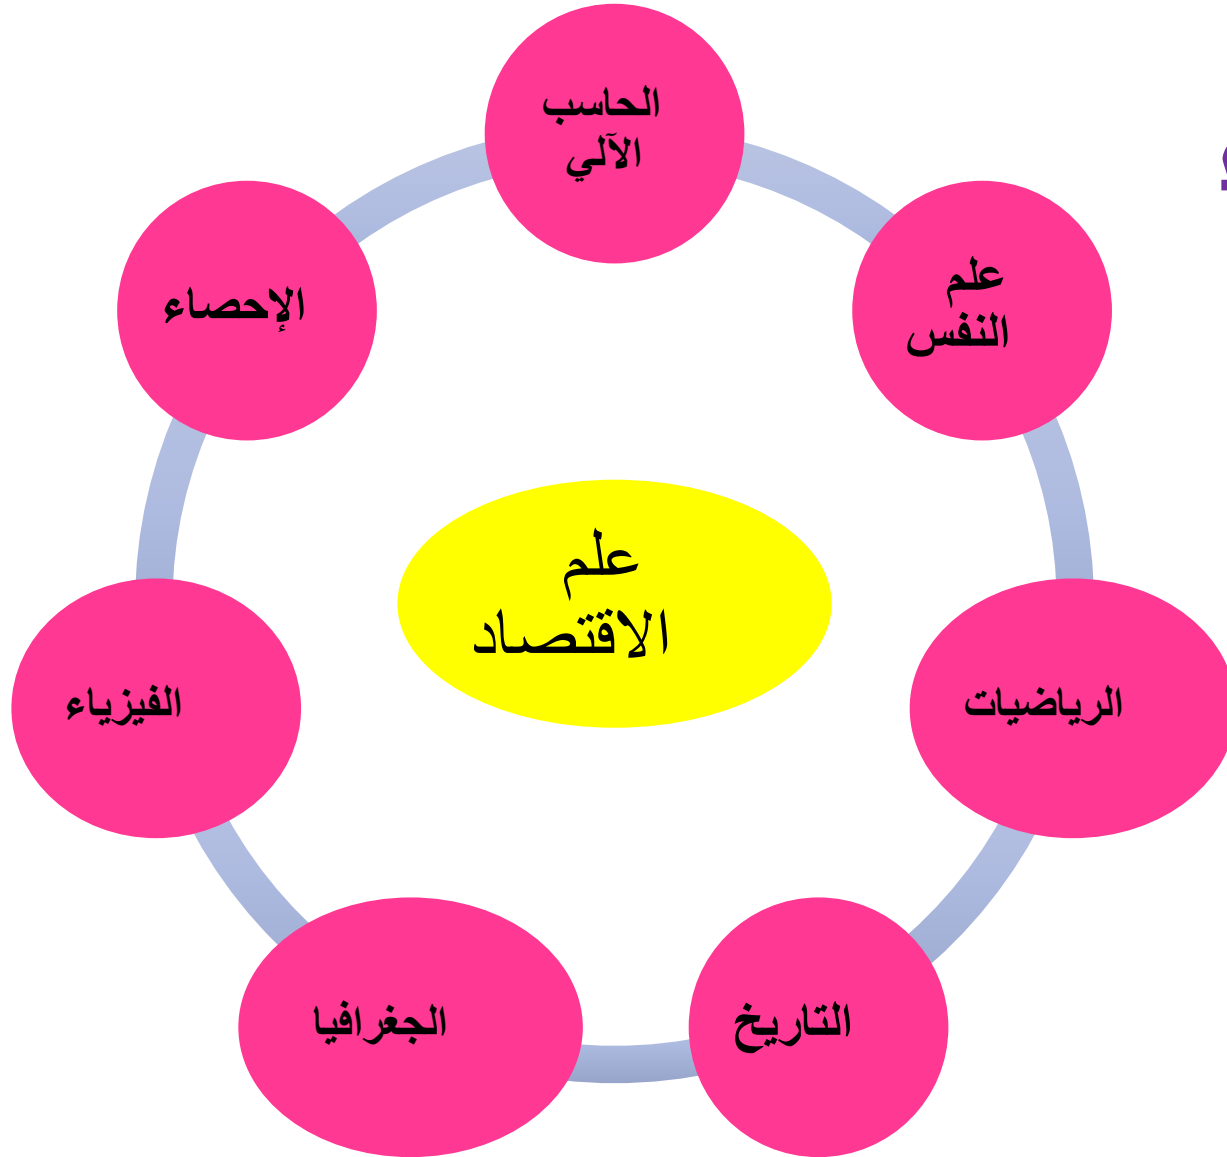 الحاسب
الآلي
علم
النفس
الإحصاء
علم
الاقتصاد
الرياضيات
الفيزياء
التاريخ
الجغرافيا